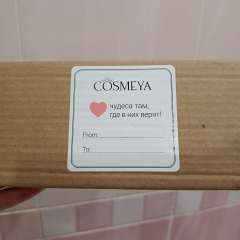 COSMEYA
чудеса там,
где в них верят!
From:
To: